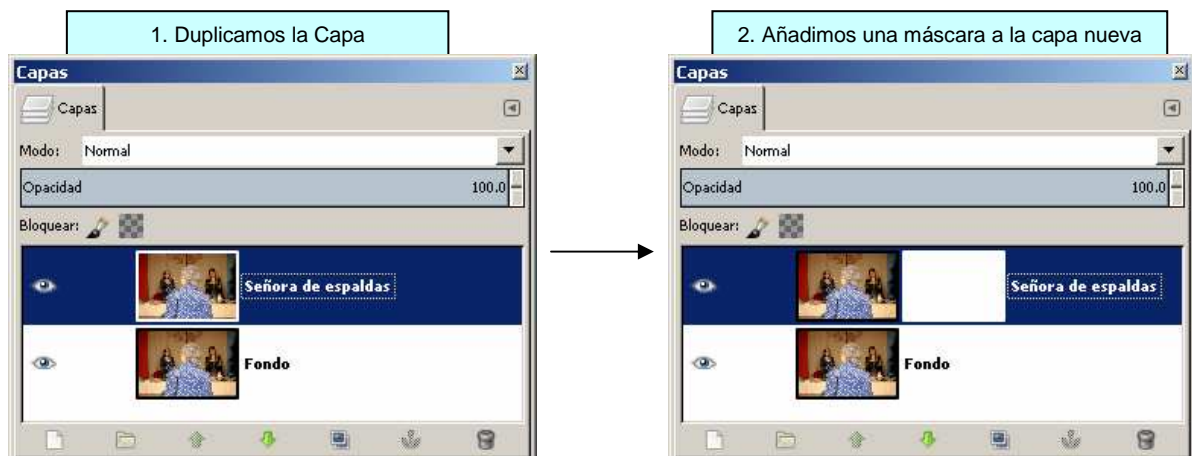 1. Duplicamos la Capa
Capas
Capas
Modo: Normal
Opacidad 100.0
Bloquear:
Señora de espaldas
Fondo
2. Añadimos una máscara a la capa nueva
Capas
Capas
Modo: Normal
Opacidad 100.0
Bloquear:
Señora de espaldas
Fondo